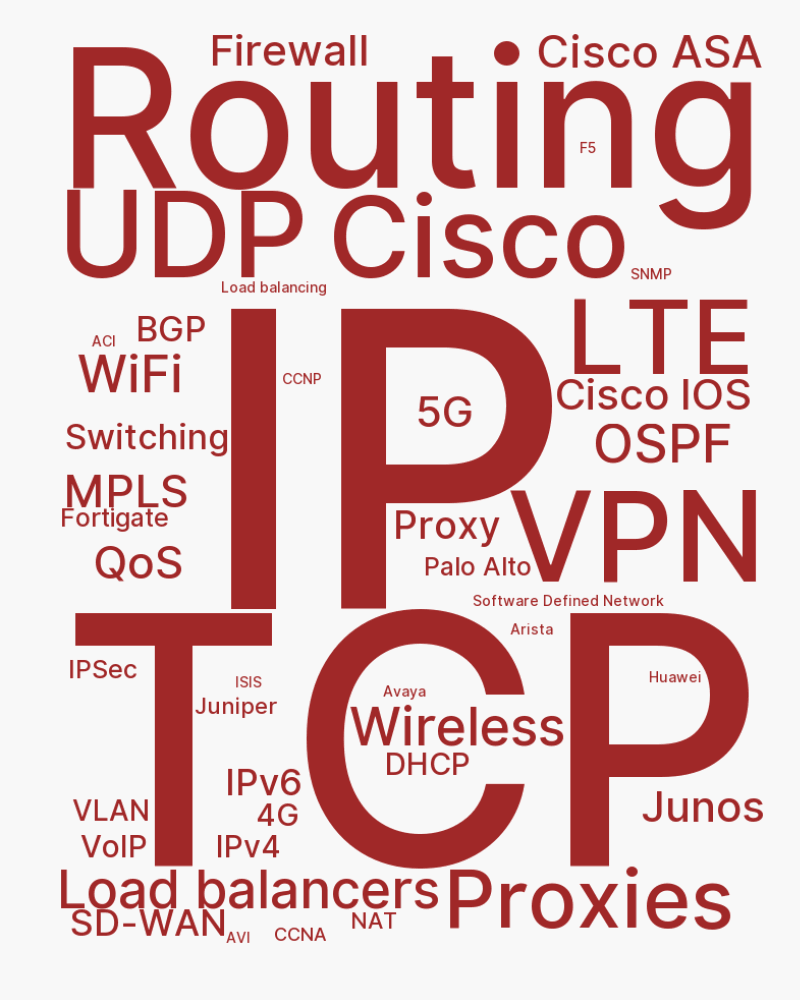 Firewall
Cisco ASA
Routing
F5
UDP
Cisco
SNMP
Load balancing
IP
LTE
BGP
ACI
WiFi
CCNP
5G
Cisco IOS
Switching
OSPF
MPLS
Fortigate
VPN
Proxy
QoS
Palo Alto
Software Defined Network
TCP
Arista
IPSec
ISIS
Huawei
Avaya
Juniper
Wireless
DHCP
IPv6
VLAN
4G
Junos
VoIP
IPv4
Load balancers
Proxies
SD-WAN
AVI
CCNA
NAT